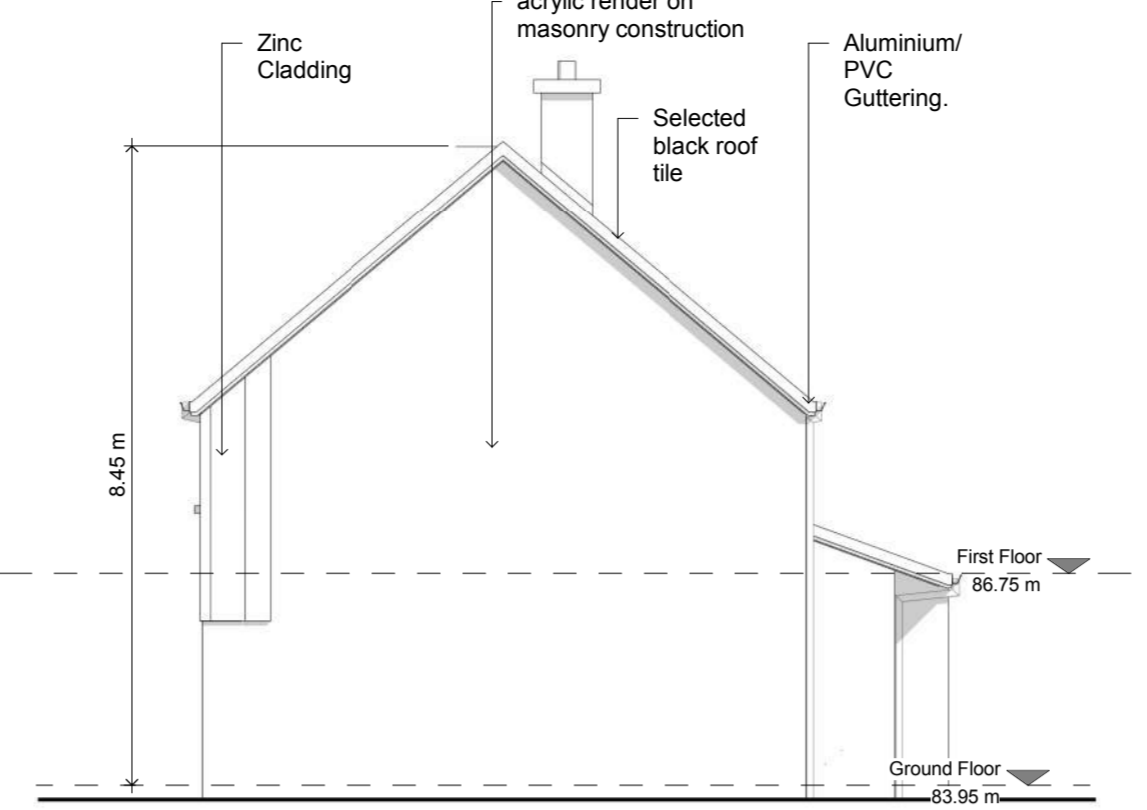 acrylic render on
masonry construction
Zinc
Cladding
Aluminium/
PVC
Guttering.
Selected
black roof
tile
8.45 m
First Floor
86.75 m
Ground Floor
83.95 m